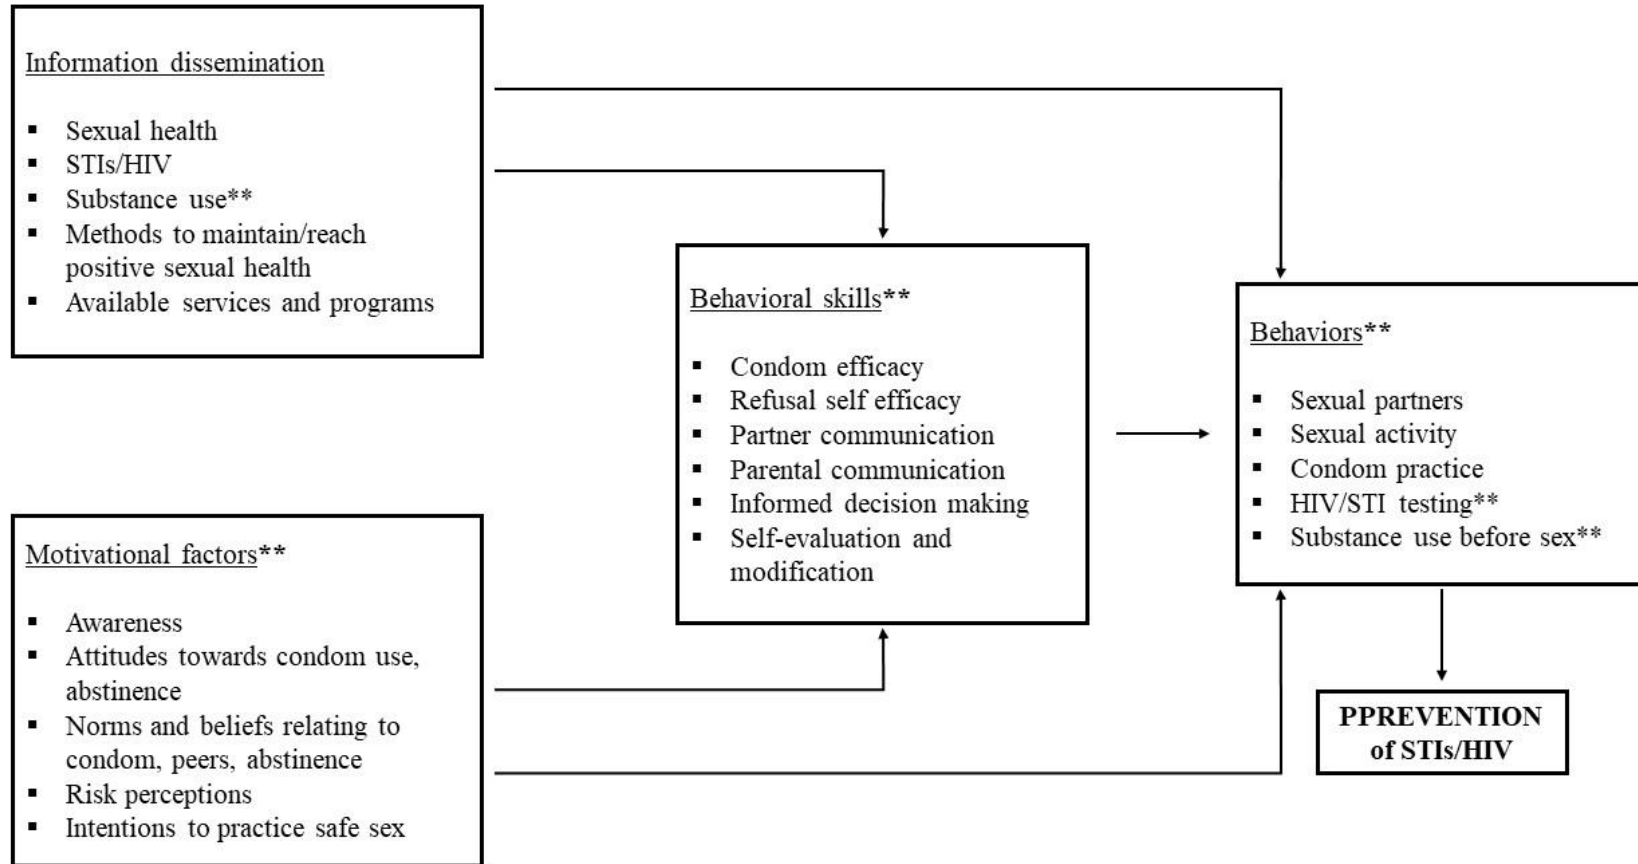 Information dissemination
▪ Sexual health
▪ STIs/HIV
▪ Substance use**
▪ Methods to maintain/reach
positive sexual health
▪ Available services and programs
Motivational factors**
▪ Awareness
▪ Attitudes towards condom use,
abstinence
▪ Norms and beliefs relating to
condom, peers, abstinence
▪ Risk perceptions
▪ Intentions to practice safe sex
Behavioral skills**
▪ Condom efficacy
▪ Refusal self efficacy
▪ Partner communication
▪ Parental communication
▪ Informed decision making
▪ Self-evaluation and
modification
Behaviors**
▪ Sexual partners
▪ Sexual activity
▪ Condom practice
▪ HIV/STI testing**
▪ Substance use before sex**
PPREVENTION
of STIs/HIV